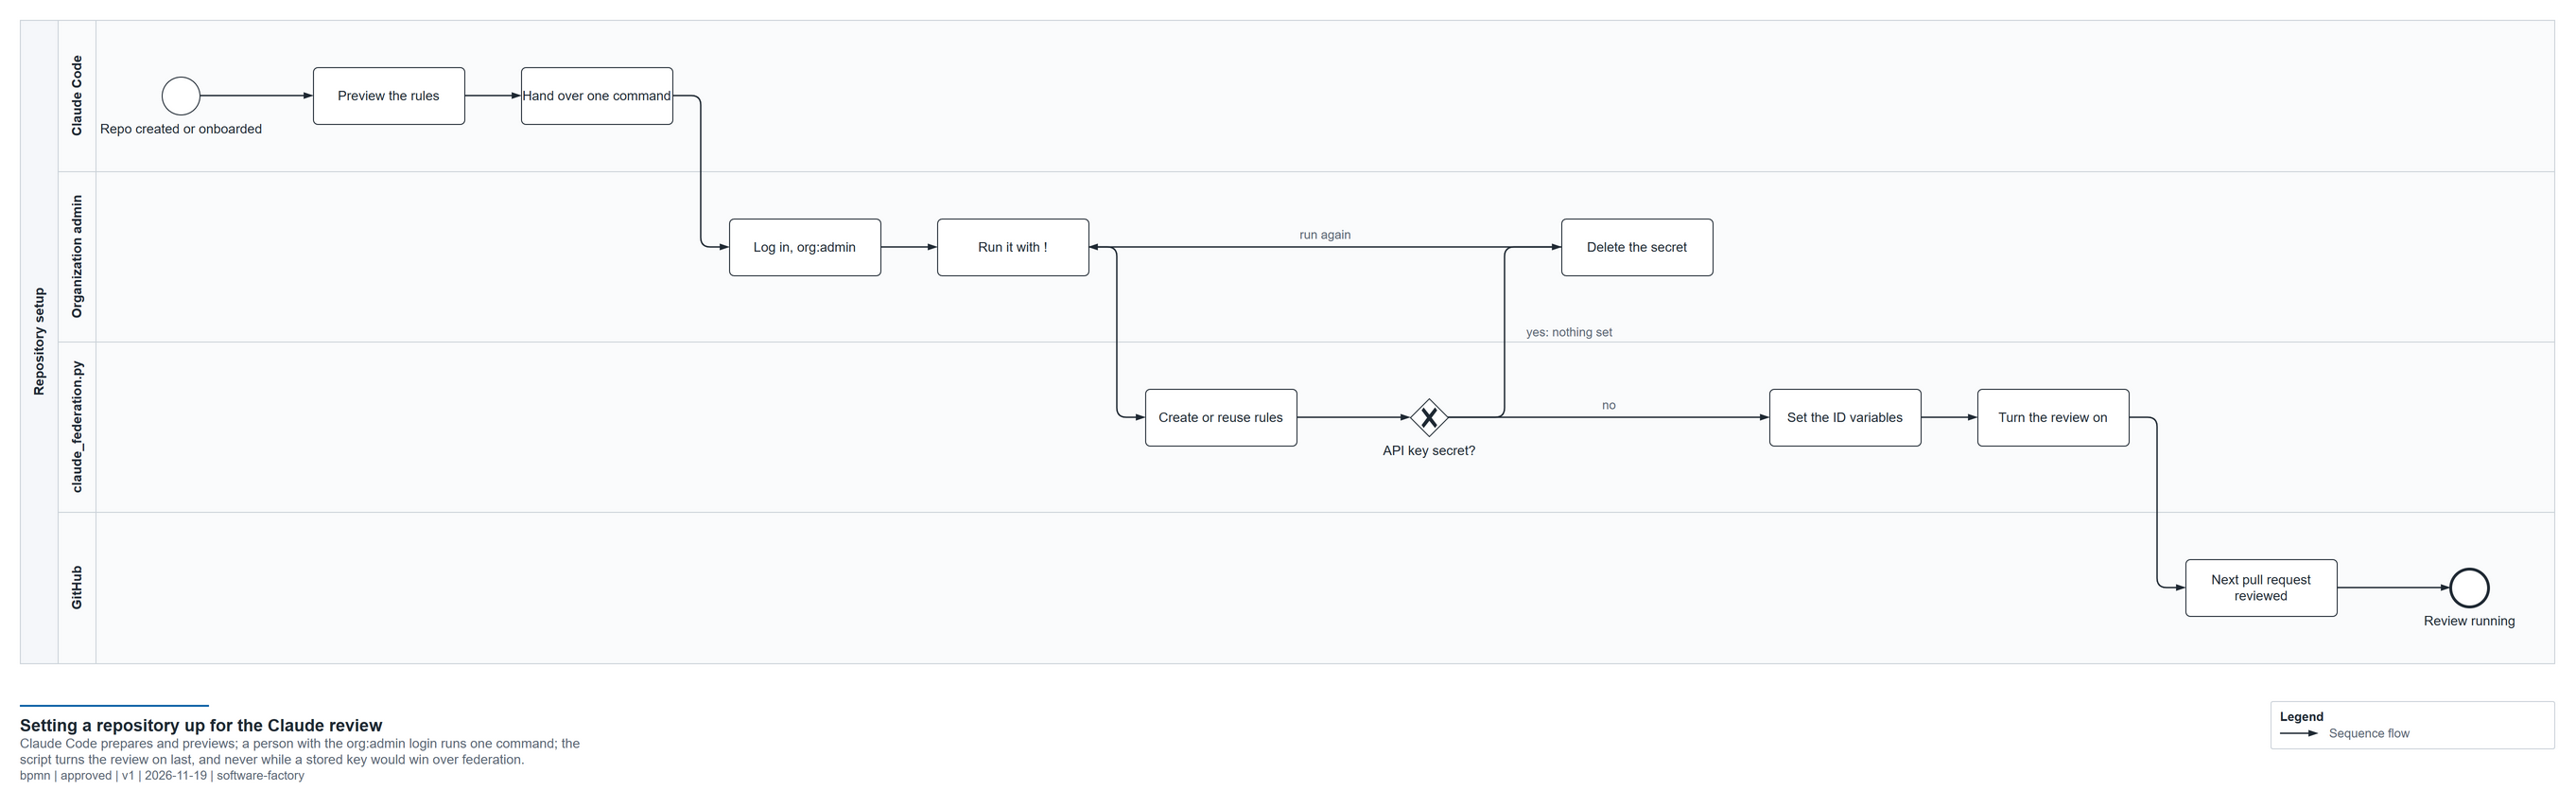 Repository setup
Claude Code
Repo created or onboarded
Preview the rules
Hand over one command
Organization admin
Log in, org:admin
Run it with !
run again
Delete the secret
yes: nothing set
claude_federation.py
Create or reuse rules
API key secret?
no
Set the ID variables
Turn the review on
GitHub
Next pull request
reviewed
Review running
Setting a repository up for the Claude review
Claude Code prepares and previews; a person with the org:admin login runs one command; the
script turns the review on last, and never while a stored key would win over federation.
bpmn | approved | v1 | 2026-11-19 | software-factory
Legend
Sequence flow